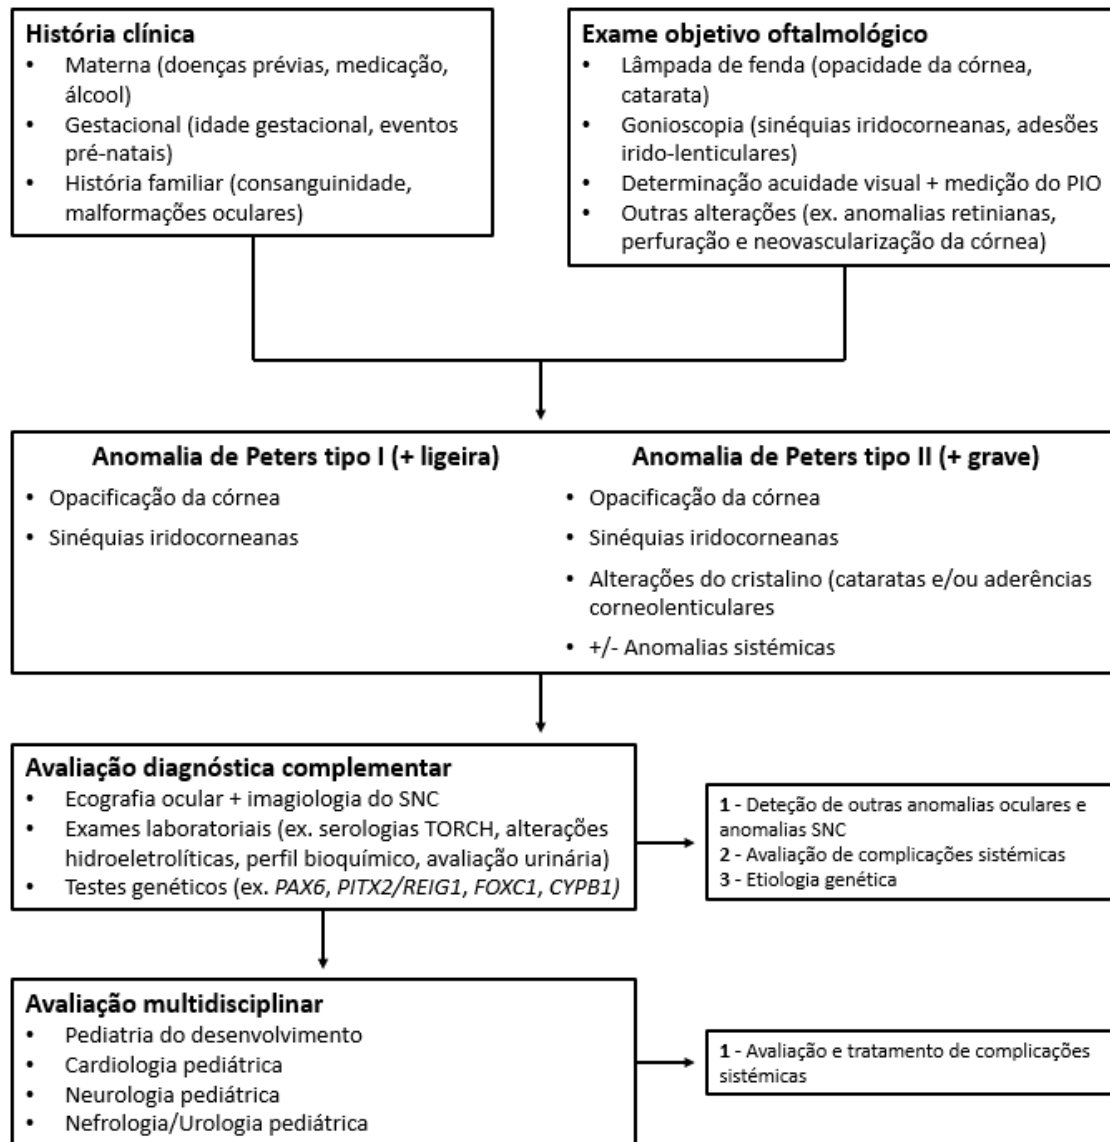 História clínica
• Materna (doenças prévias, medicação,
álcool)
• Gestacional (idade gestacional, eventos
pré-natais)
• História familiar (consanguinidade,
malformações oculares)
Exame objetivo oftalmológico
• Lâmpada de fenda (opacidade da córnea,
catarata)
• Gonioscopia (sinéquias iridocorneanas, adesões
irido-lenticulares)
• Determinação acuidade visual + medição do PIO
• Outras alterações (ex. anomalias retinianas,
perfuração e neovascularização da córnea)
Anomalia de Peters tipo I (+ ligeira)
• Opacificação da córnea
• Sinéquias iridocorneanas
Anomalia de Peters tipo II (+ grave)
• Opacificação da córnea
• Sinéquias iridocorneanas
• Alterações do cristalino (cataratas e/ou aderências
corneolenticulares
• +/- Anomalias sistémicas
Avaliação diagnóstica complementar
• Ecografia ocular + imagiologia do SNC
• Exames laboratoriais (ex. serologias TORCH, alterações
hidroeletrolíticas, perfil bioquímico, avaliação urinária)
• Testes genéticos (ex. PAX6, PITX2/REIG1, FOXC1, CYPB1)
1 - Deteção de outras anomalias oculares e
anomalias SNC
2 - Avaliação de complicações sistémicas
3 - Etiologia genética
Avaliação multidisciplinar
• Pediatria do desenvolvimento
• Cardiologia pediátrica
• Neurologia pediátrica
• Nefrologia/Urologia pediátrica
1 - Avaliação e tratamento de complicações
sistémicas